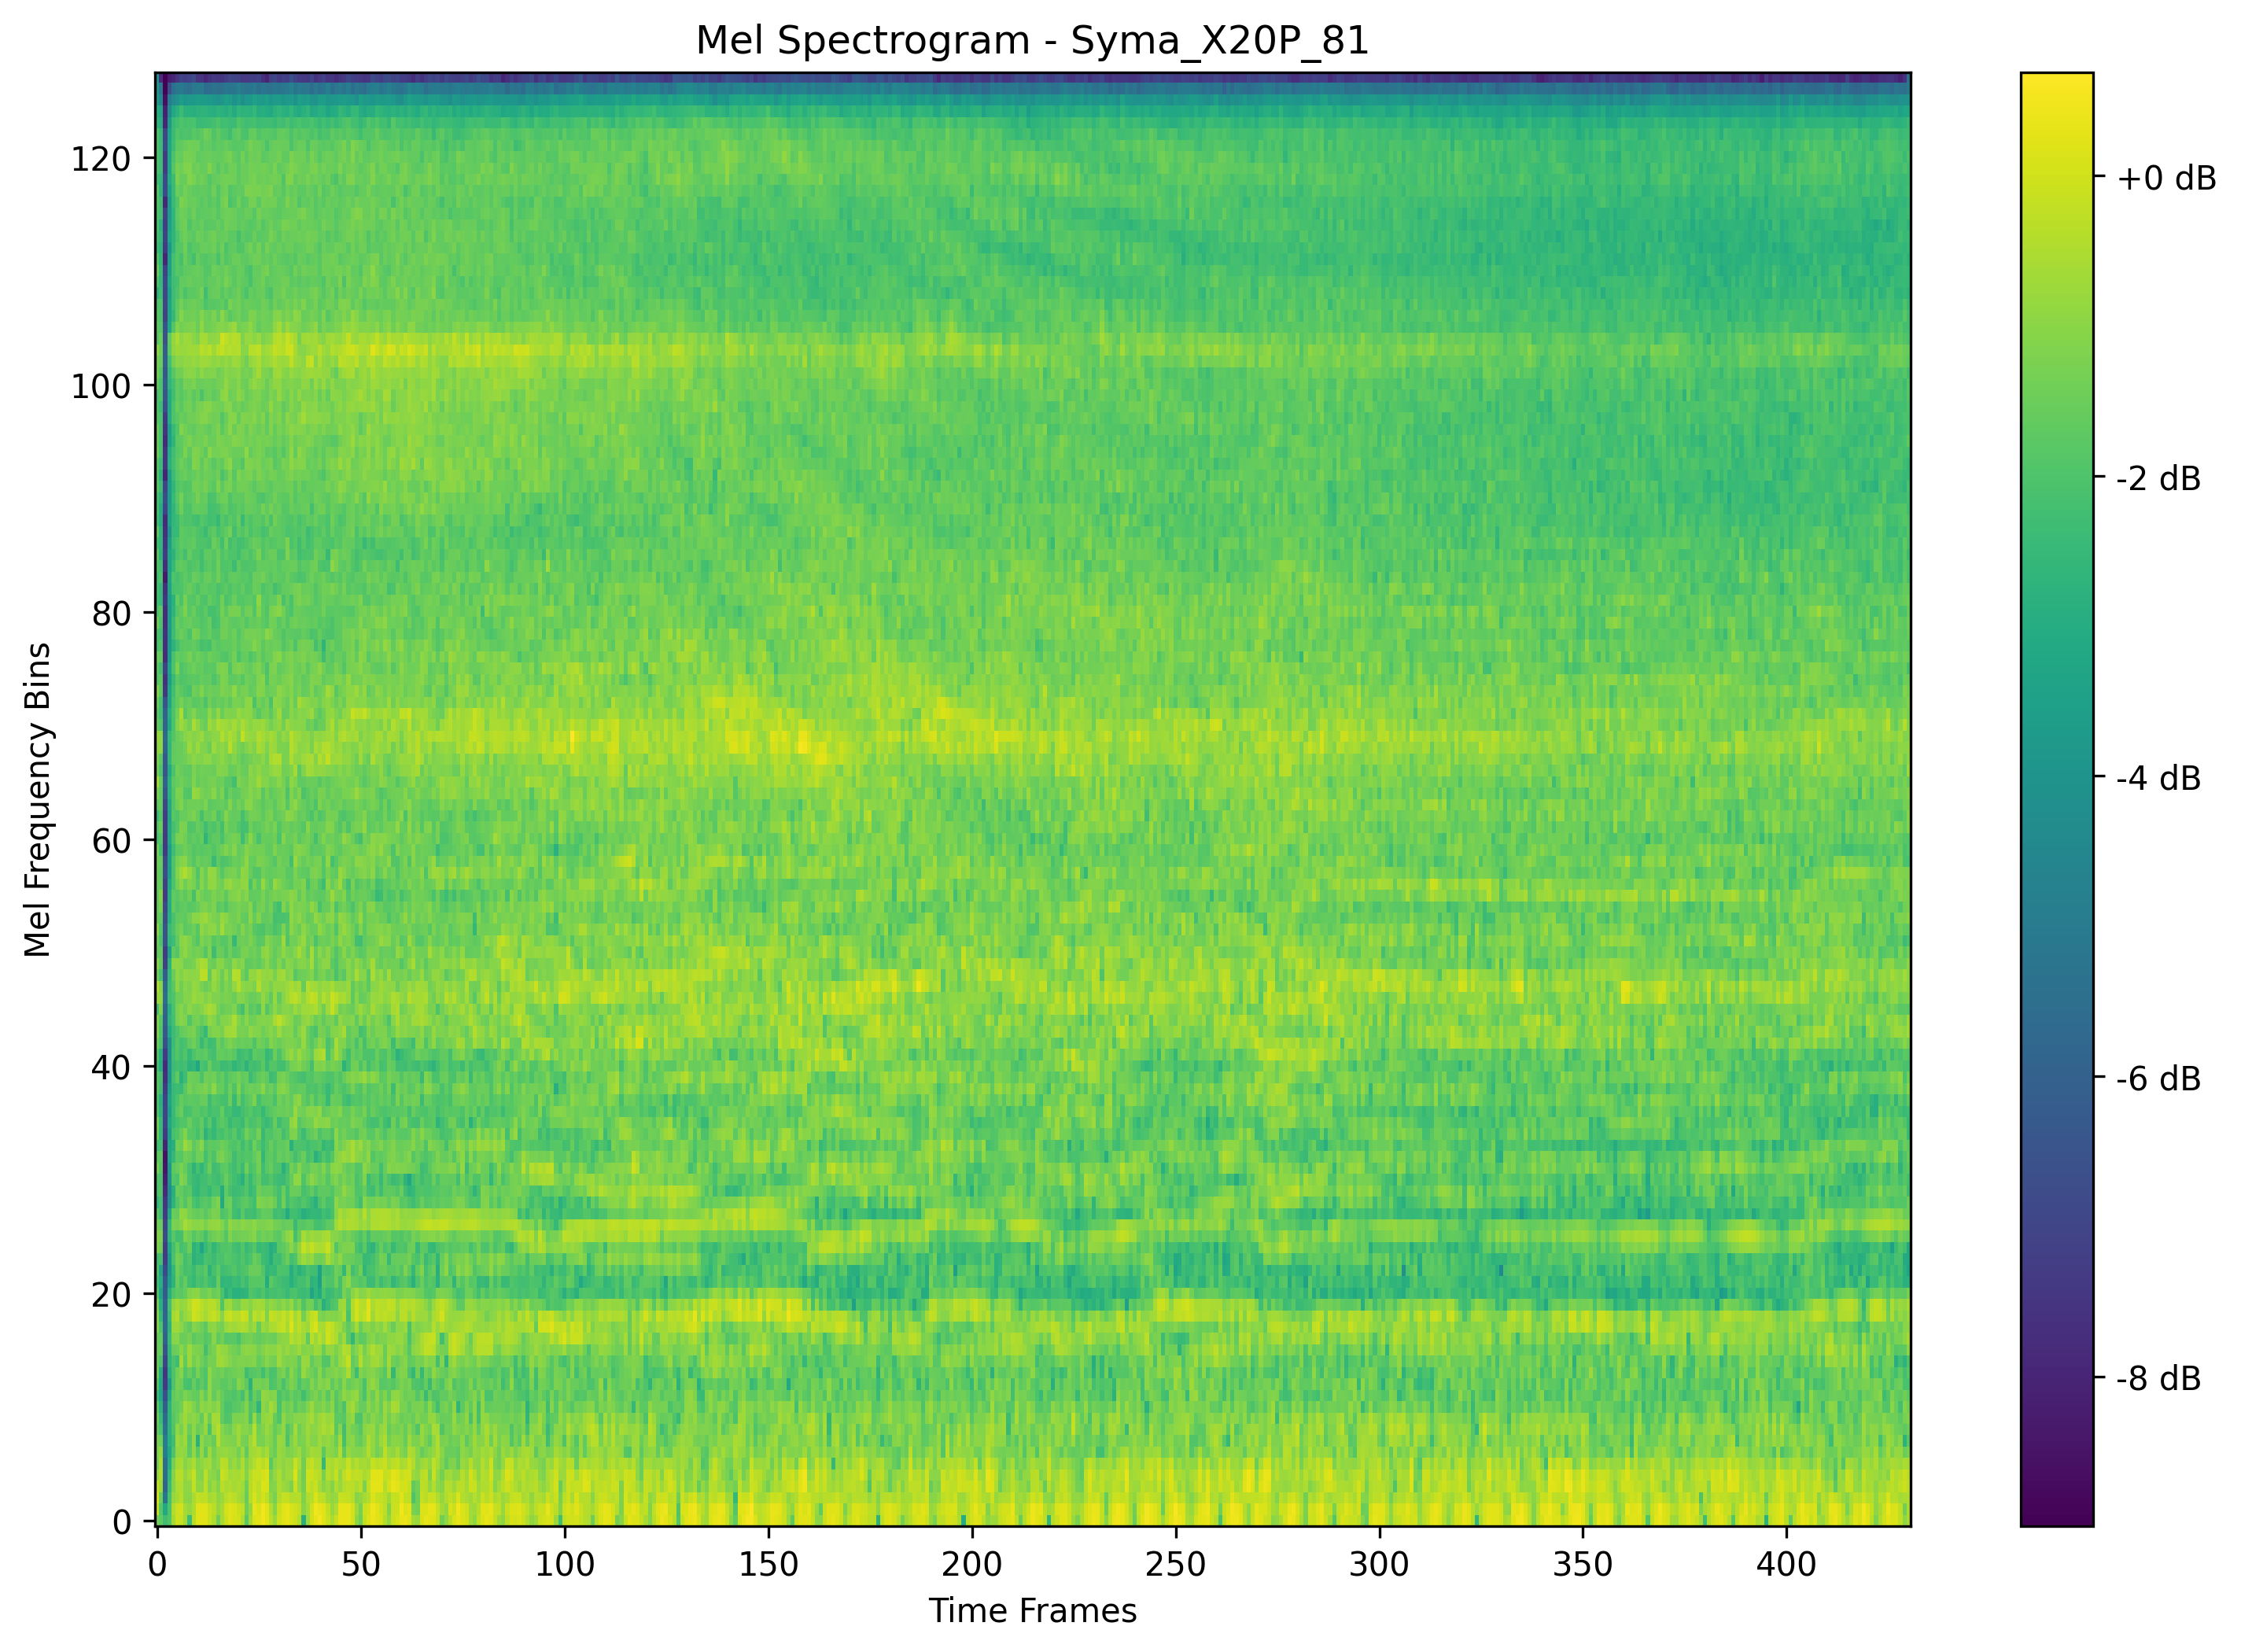 Mel Spectrogram - Syma_X20P_81
Mel Frequency Bins
120
100
80
60
40
20
0
0 50 100 150 200 250 300 350 400
Time Frames
+0 dB
-2 dB
-4 dB
-6 dB
-8 dB